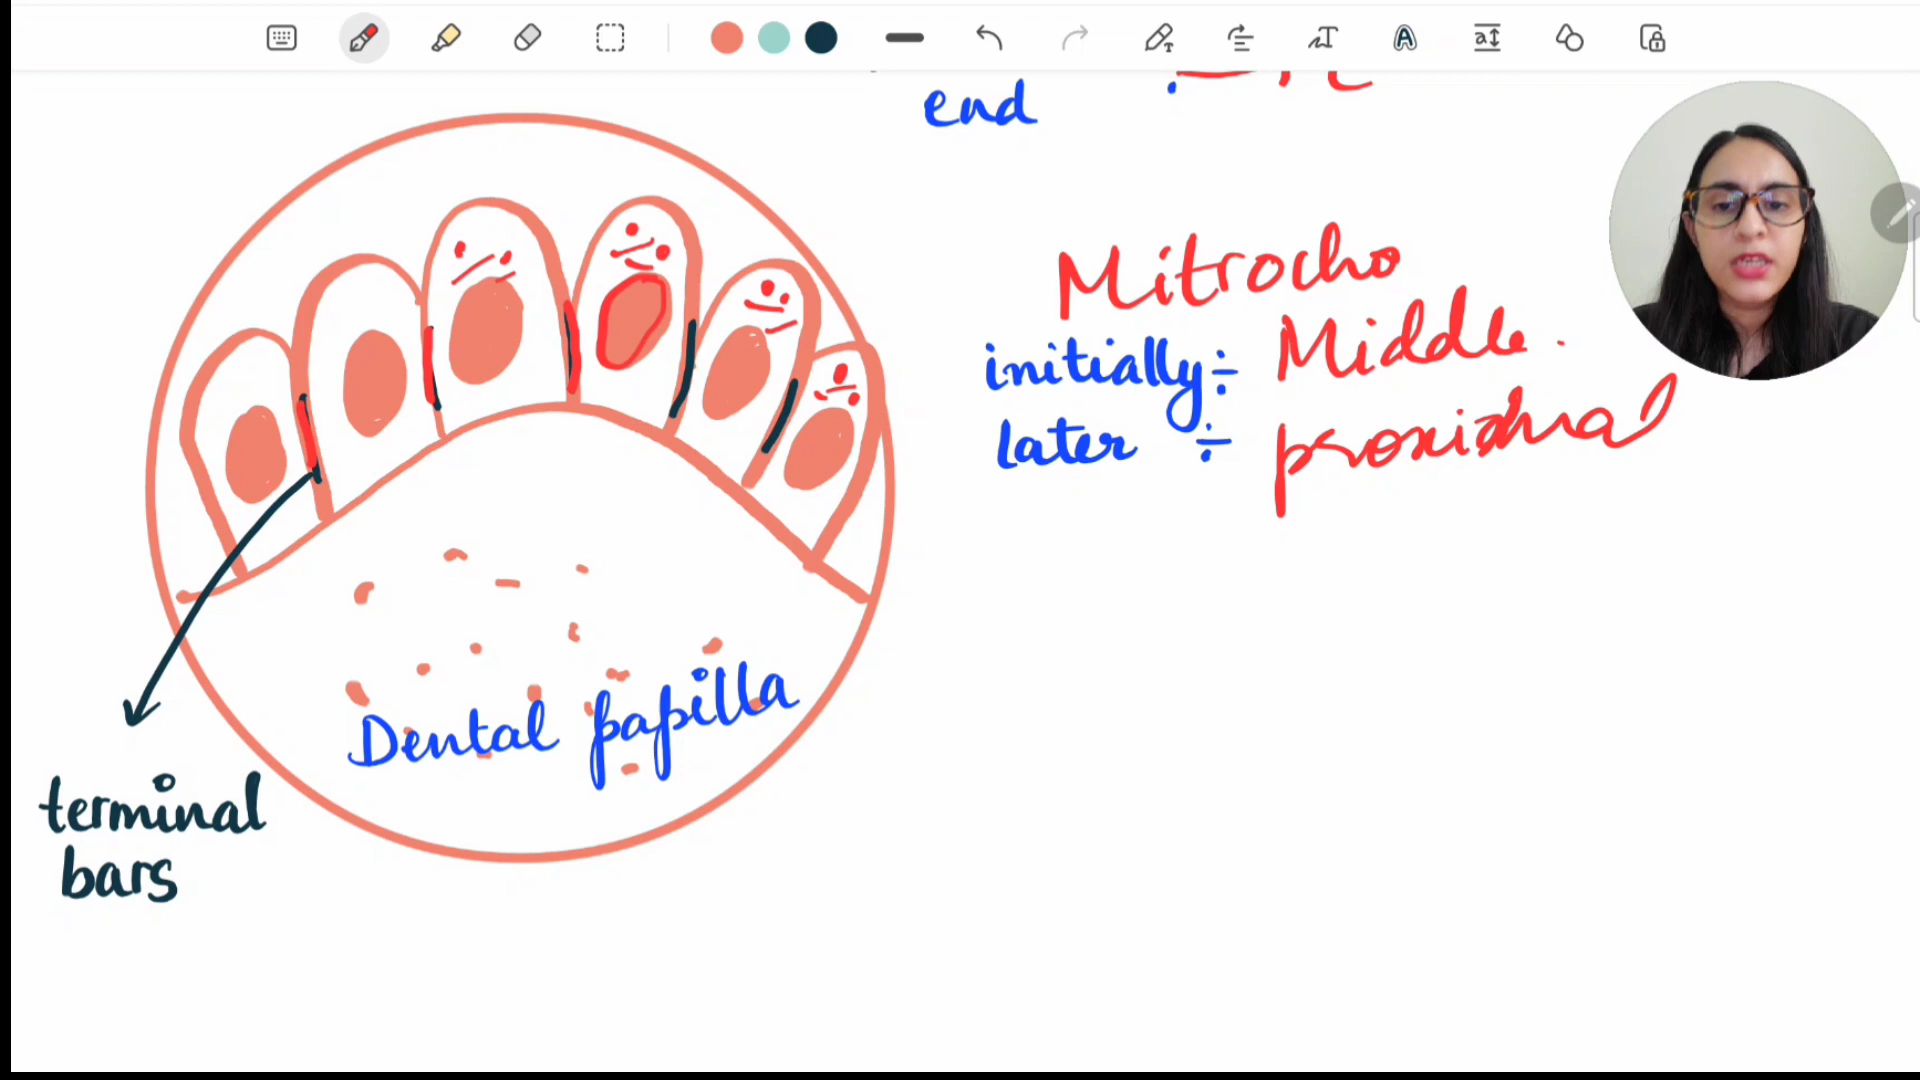 end
Mitrocho
initially÷ Middle.
later ÷ proximal
Dental papilla
terminal
bars